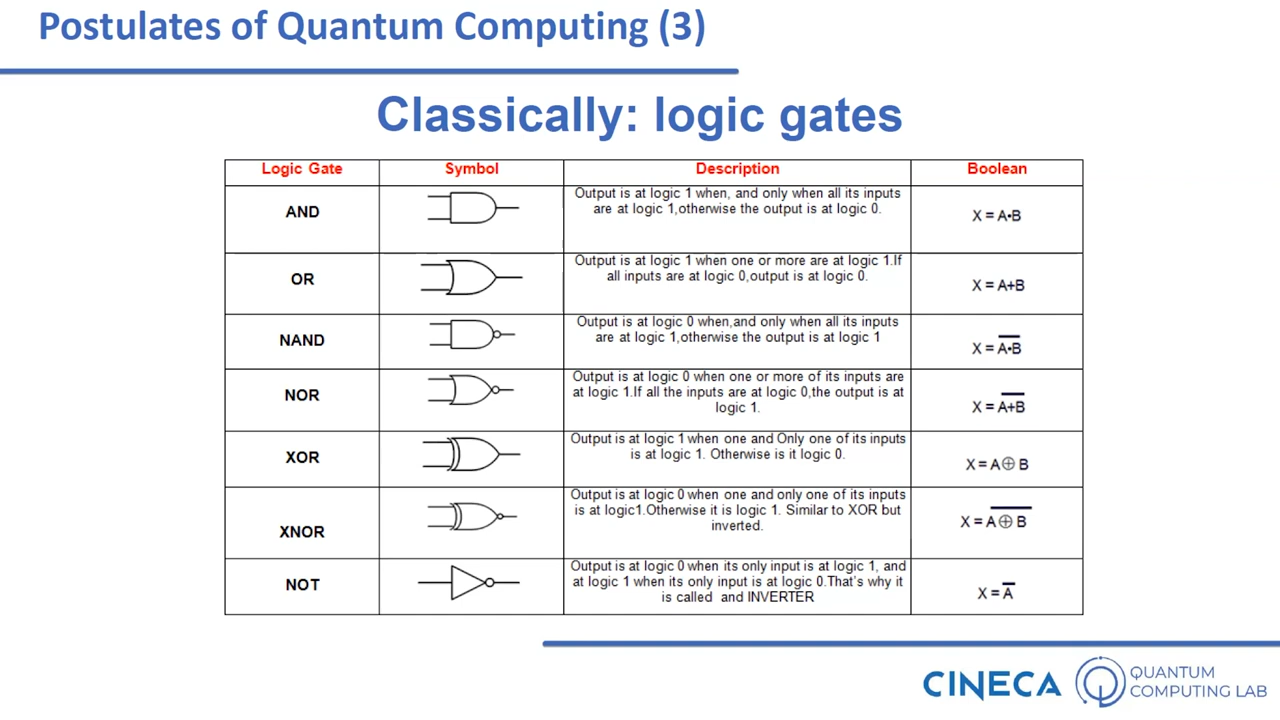 Postulates of Quantum Computing (3)
Classically: logic gates
Logic Gate Symbol Description Boolean
AND
Output is at logic 1 when, and only when all its inputs
are at logic 1,otherwise the output is at logic 0.
X = A•B
OR
Output is at logic 1 when one or more are at logic 1.If
all inputs are at logic 0,output is at logic 0.
X = A+B
NAND
Output is at logic 0 when,and only when all its inputs
are at logic 1,otherwise the output is at logic 1
X = A̅•̅B̅
NOR
Output is at logic 0 when one or more of its inputs are
at logic 1.If all the inputs are at logic 0,the output is at
logic 1.
X = A̅+̅B̅
XOR
Output is at logic 1 when one and Only one of its inputs
is at logic 1. Otherwise is it logic 0.
X = A⊕B
XNOR
Output is at logic 0 when one and only one of its inputs
is at logic1.Otherwise it is logic 1. Similar to XOR but
inverted.
X = A̅⊕̅B̅
NOT
Output is at logic 0 when its only input is at logic 1, and
at logic 1 when its only input is at logic 0.That's why it
is called and INVERTER
X = A̅
CINECA
QUANTUM
COMPUTING LAB